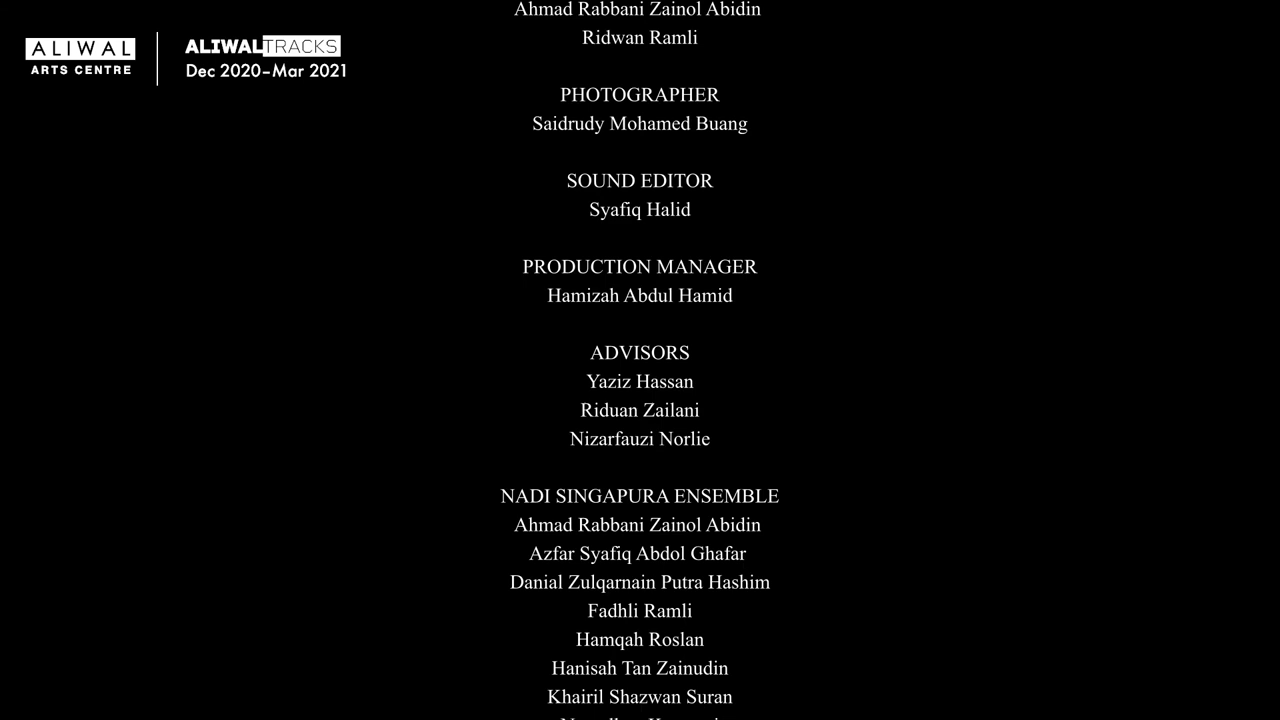 ALIWAL
ARTS CENTRE
ALIWALTRACKS
Dec 2020–Mar 2021
Ahmad Rabbani Zainol Abidin
Ridwan Ramli
PHOTOGRAPHER
Saidrudy Mohamed Buang
SOUND EDITOR
Syafiq Halid
PRODUCTION MANAGER
Hamizah Abdul Hamid
ADVISORS
Yaziz Hassan
Riduan Zailani
Nizarfauzi Norlie
NADI SINGAPURA ENSEMBLE
Ahmad Rabbani Zainol Abidin
Azfar Syafiq Abdol Ghafar
Danial Zulqarnain Putra Hashim
Fadhli Ramli
Hamqah Roslan
Hanisah Tan Zainudin
Khairil Shazwan Suran